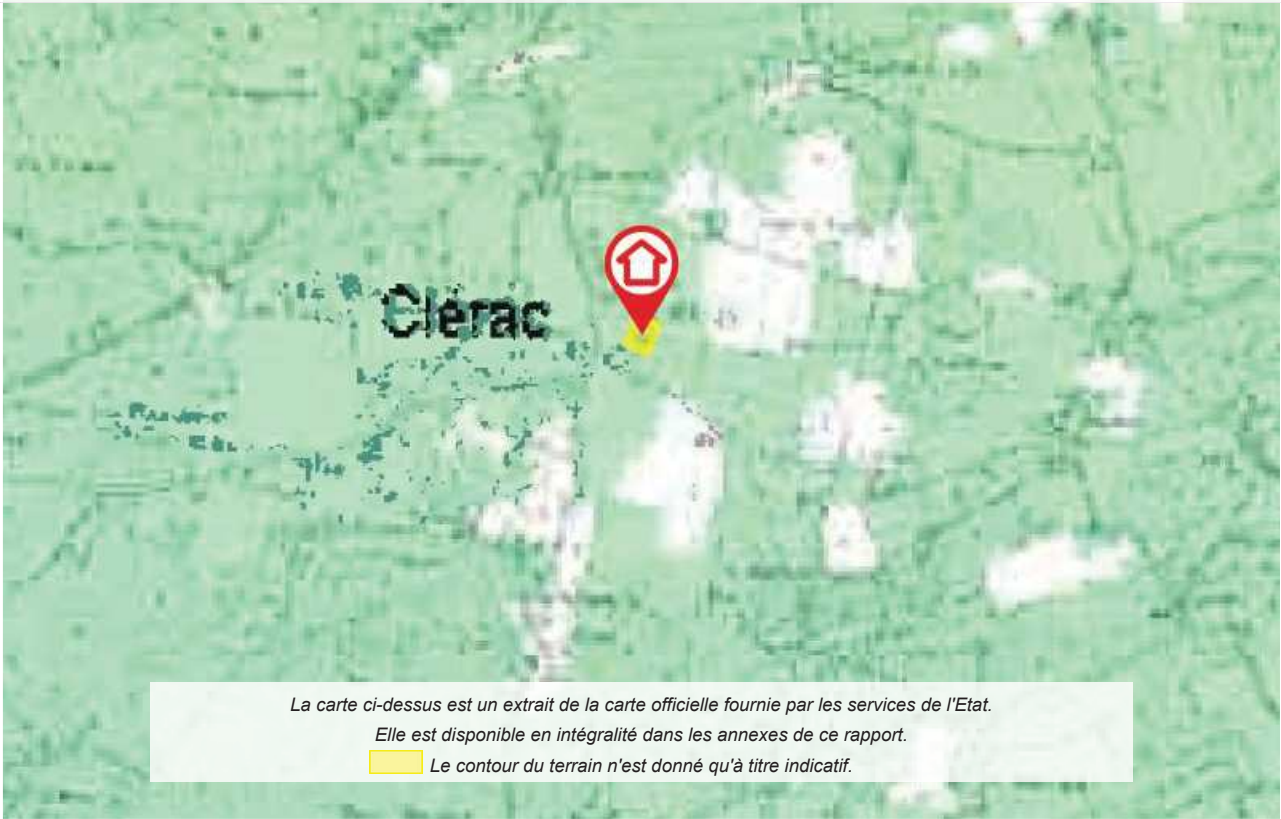 Clérac
La carte ci-dessus est un extrait de la carte officielle fournie par les services de l'Etat.
Elle est disponible en intégralité dans les annexes de ce rapport.
Le contour du terrain n'est donné qu'à titre indicatif.